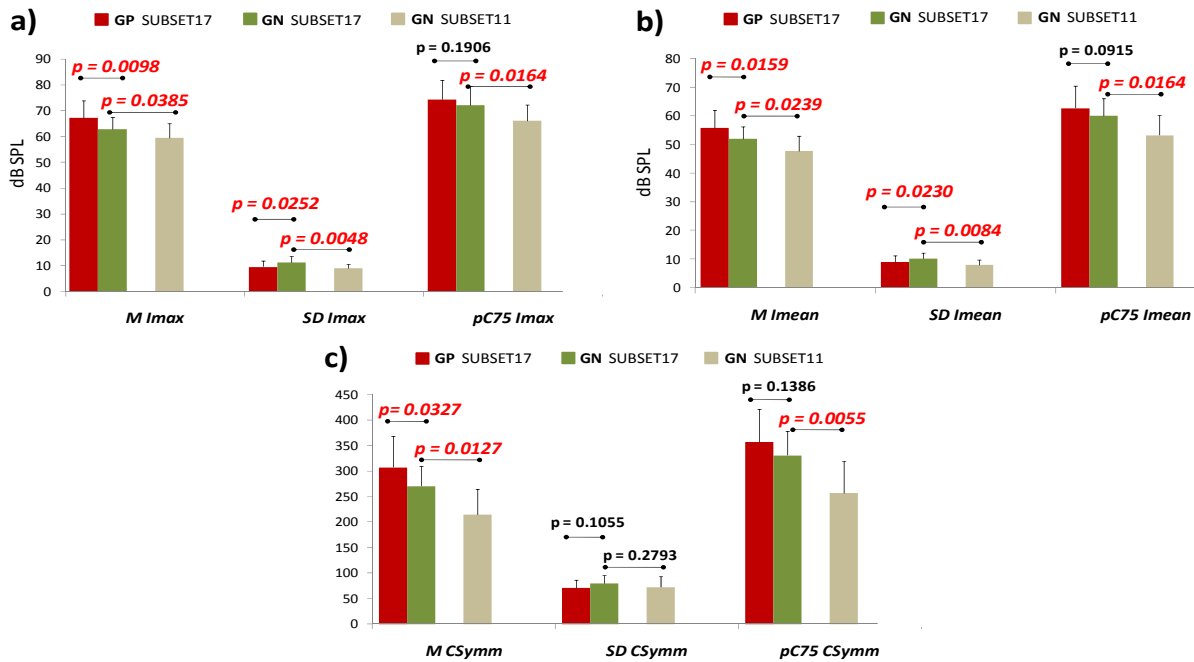 a)
GP SUBSET17 GN SUBSET17 GN SUBSET11
dB SPL
90
80
70
60
50
40
30
20
10
0
p = 0.0098
p = 0.0385
p = 0.0252
p = 0.0048
p = 0.1906
p = 0.0164
M Imax SD Imax pC75 Imax
b)
GP SUBSET17 GN SUBSET17 GN SUBSET11
dB SPL
80
70
60
50
40
30
20
10
0
p = 0.0159
p = 0.0239
p = 0.0230
p = 0.0084
p = 0.0915
p = 0.0164
M Imean SD Imean pC75 Imean
c)
GP SUBSET17 GN SUBSET17 GN SUBSET11
450
400
350
300
250
200
150
100
50
0
p= 0.0327
p = 0.0127
p = 0.1055
p = 0.2793
p = 0.1386
p = 0.0055
M CSymm SD CSymm pC75 CSymm